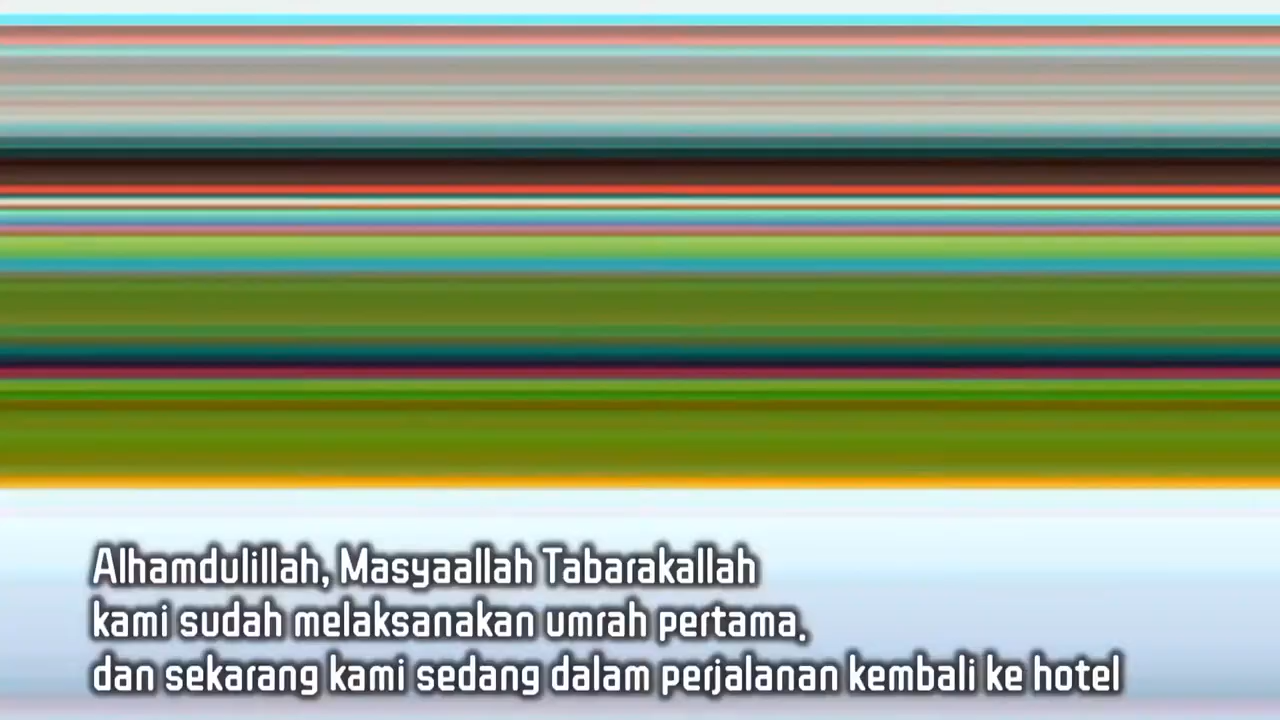 Alhamdulillah, Masyaallah Tabarakallah
kami sudah melaksanakan umrah pertama,
dan sekarang kami sedang dalam perjalanan kembali ke hotel